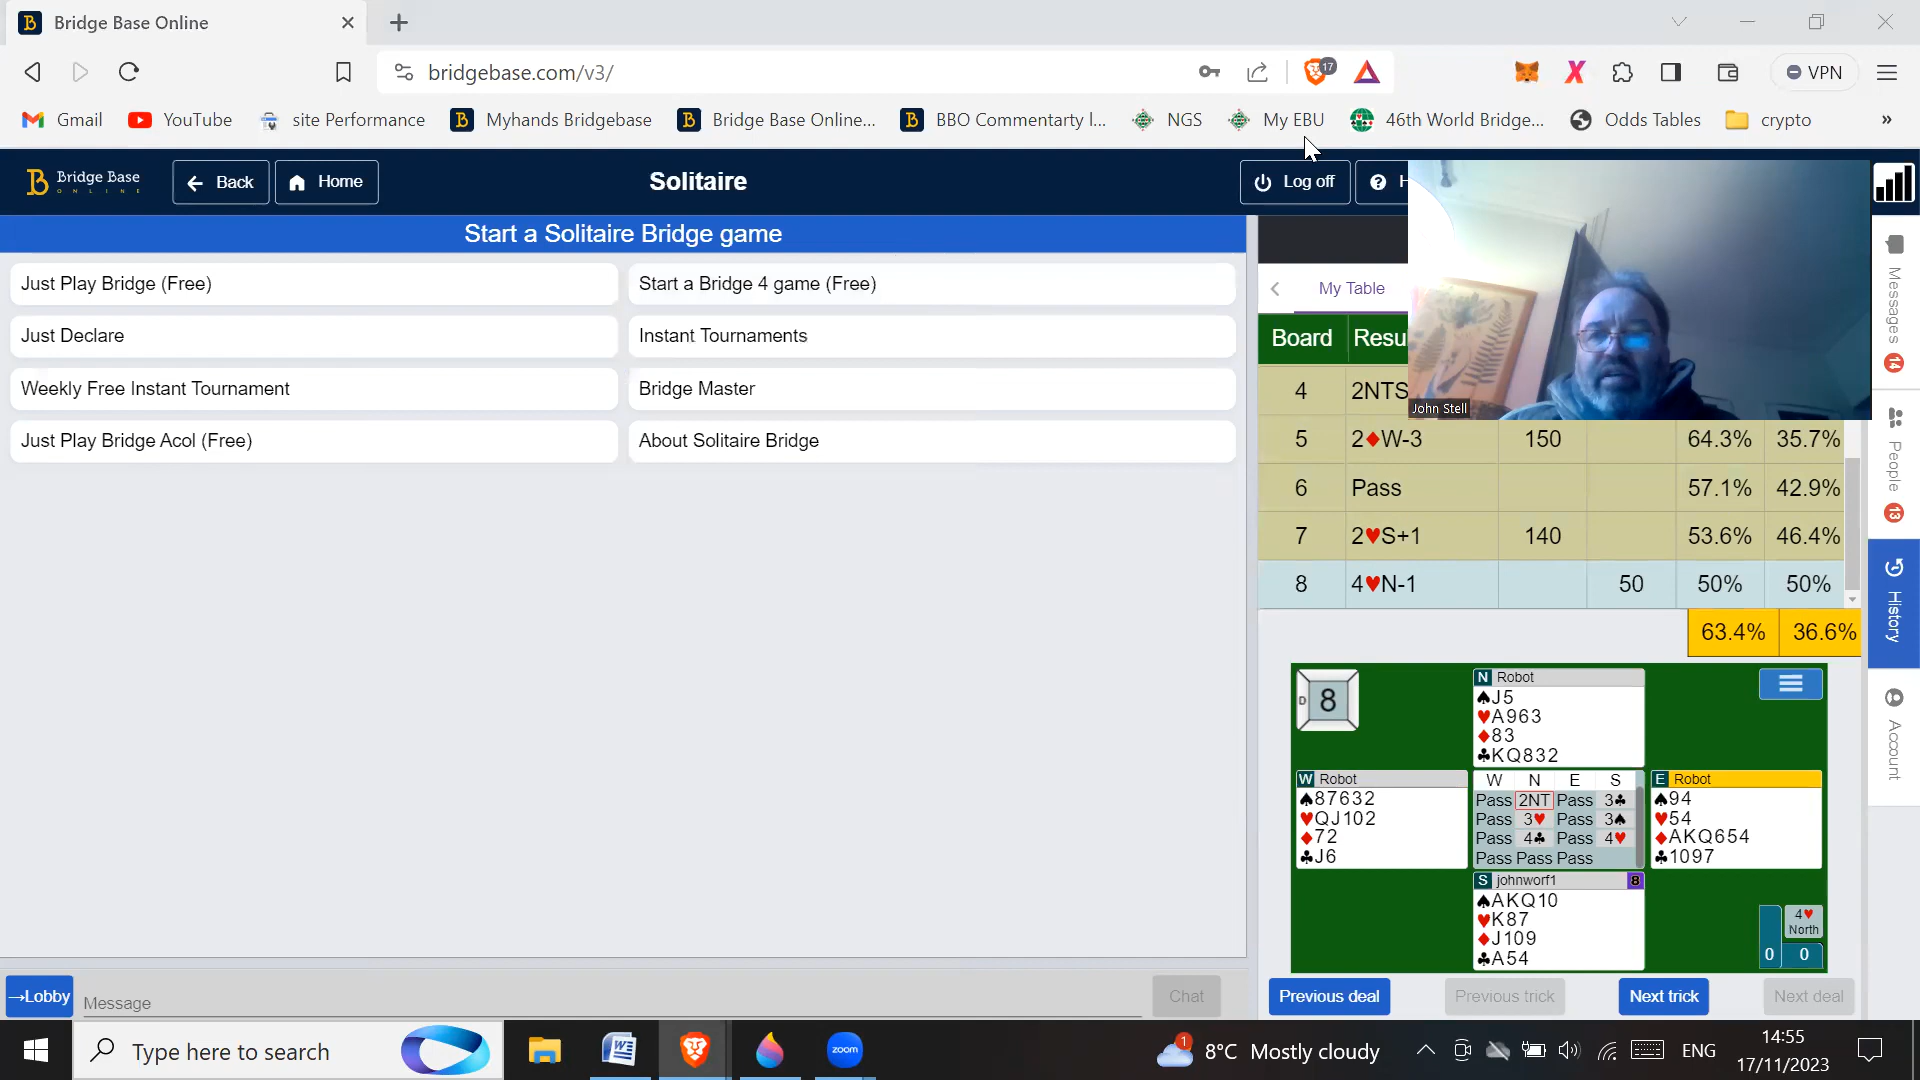 Bridge Base Online
bridgebase.com/v3/
17
VPN
Gmail
YouTube
site Performance
Myhands Bridgebase
Bridge Base Online...
BBO Commentarty l...
NGS
My EBU
46th World Bridge...
Odds Tables
crypto
»
Bridge Base
ONLINE
Back
Home
Solitaire
Log off
H
Start a Solitaire Bridge game
Just Play Bridge (Free)
Start a Bridge 4 game (Free)
Just Declare
Instant Tournaments
Weekly Free Instant Tournament
Bridge Master
Just Play Bridge Acol (Free)
About Solitaire Bridge
My Table
John Stell
Board Resu
4 2NTS
5 2♦W-3 150 64.3% 35.7%
6 Pass 57.1% 42.9%
7 2♥S+1 140 53.6% 46.4%
8 4♥N-1 50 50% 50%
63.4% 36.6%
Messages 14
People 13
History
Account
D 8
N Robot
♠J5
♥A963
♦83
♣KQ832
W Robot
♠87632
♥QJ102
♦72
♣J6
W N E S
Pass 2NT Pass 3♣
Pass 3♥ Pass 3♠
Pass 4♣ Pass 4♥
Pass Pass Pass
E Robot
♠94
♥54
♦AKQ654
♣1097
S johnworf1 8
♠AKQ10
♥K87
♦J109
♣A54
4♥
North
0 0
Previous deal
Previous trick
Next trick
Next deal
→Lobby
Message
Chat
Type here to search
zoom
1
8°C Mostly cloudy
ENG
14:55
17/11/2023